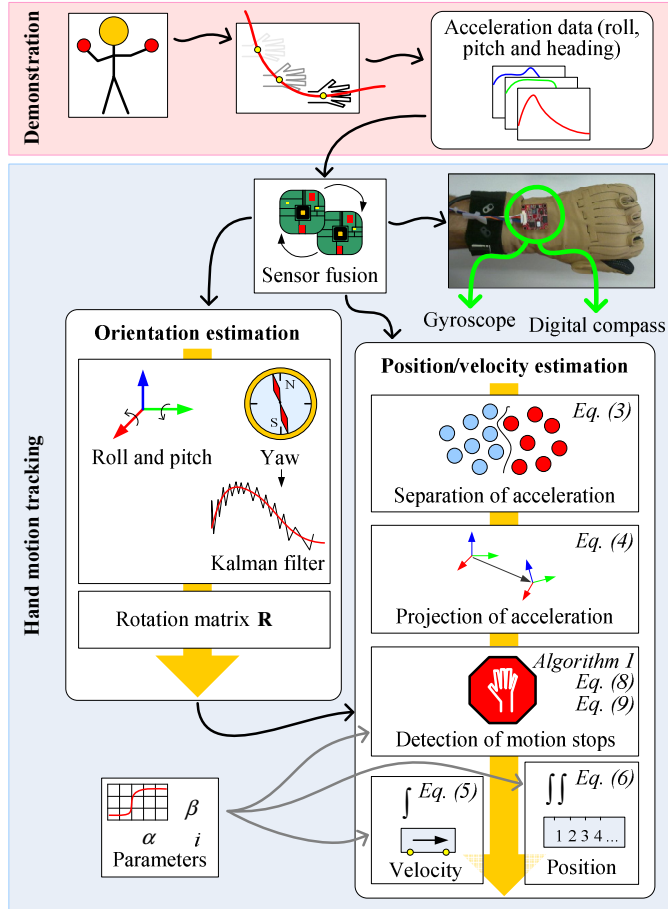 Demonstration
Acceleration data (roll,
pitch and heading)
Hand motion tracking
Sensor fusion
Gyroscope
Digital compass
Orientation estimation
N
S
Roll and pitch
Yaw
Kalman filter
Rotation matrix R
Position/velocity estimation
Eq. (3)
Separation of acceleration
Eq. (4)
Projection of acceleration
Algorithm 1
Eq. (8)
Eq. (9)
Detection of motion stops
β
α i
Parameters
∫ Eq. (5)
Velocity
∫∫ Eq. (6)
1 2 3 4 ...
Position